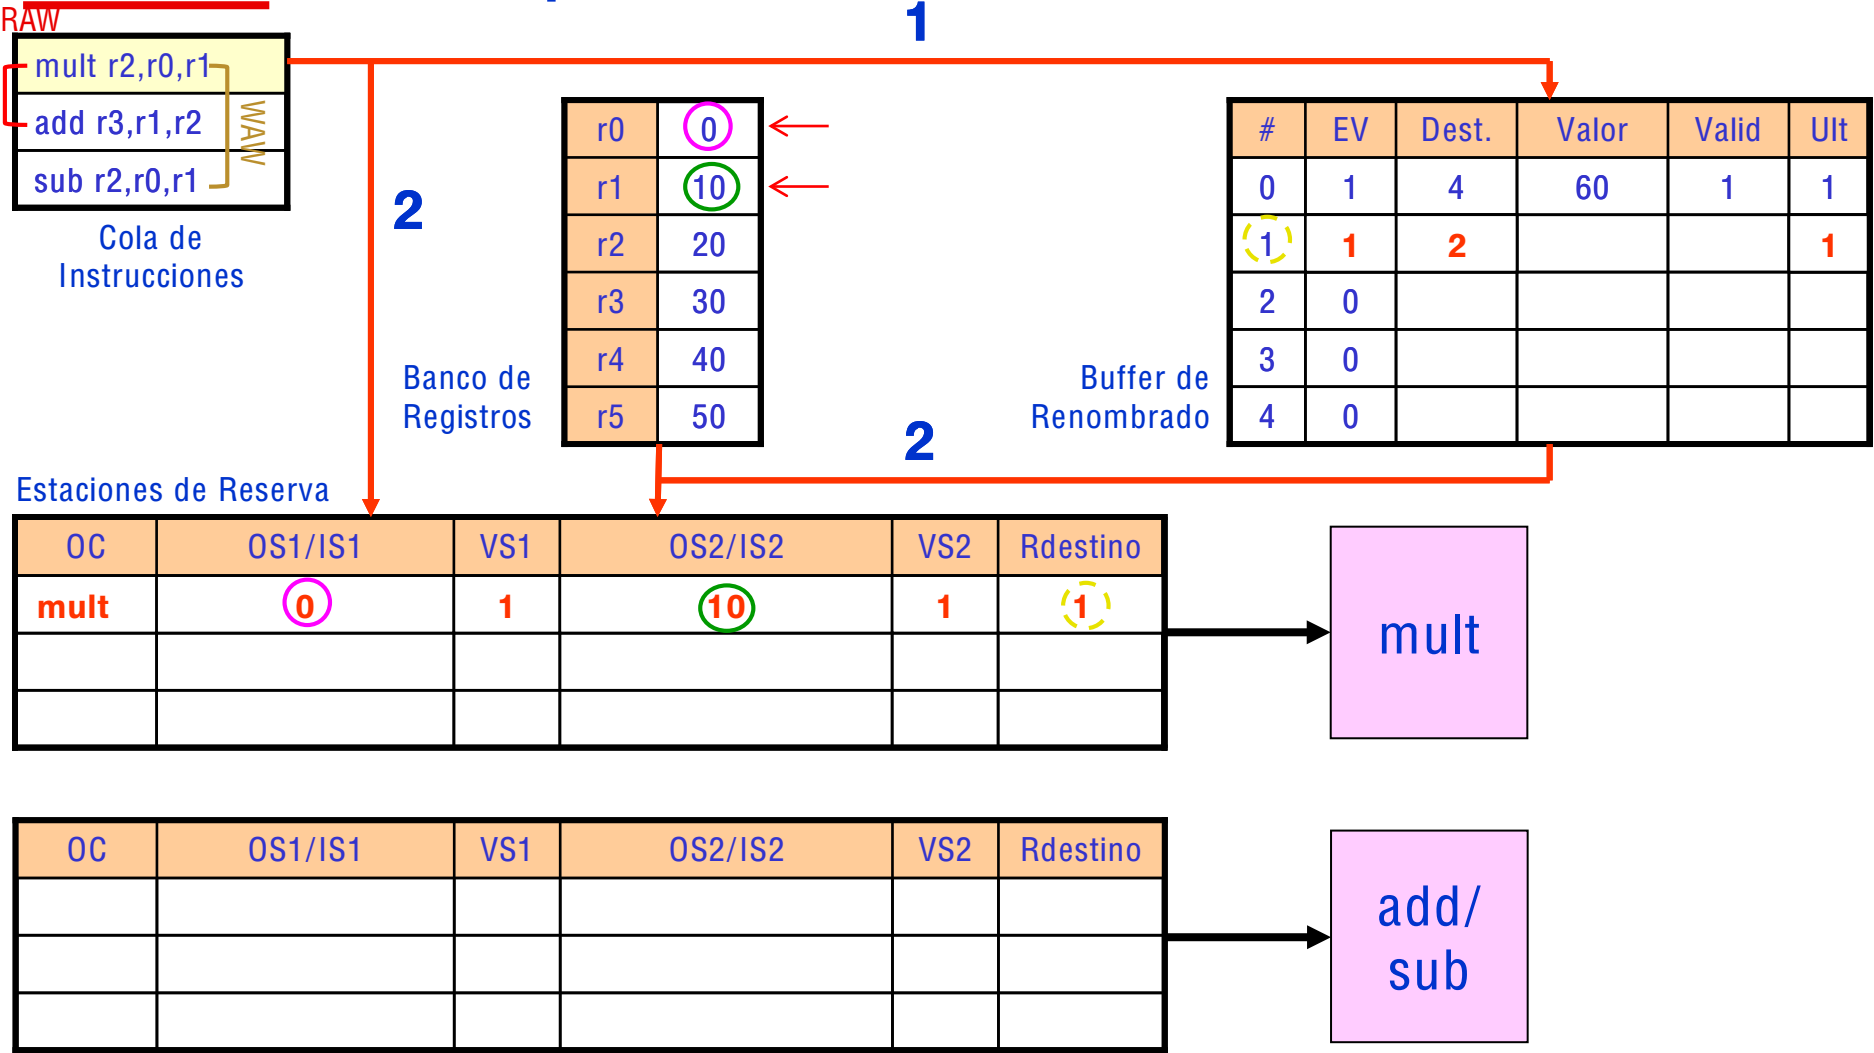 RAW
1
mult r2,r0,r1
add r3,r1,r2
sub r2,r0,r1
WAW
Cola de
Instrucciones
2
r0 0
r1 10
r2 20
r3 30
r4 40
r5 50
Banco de
Registros
# EV Dest. Valor Valid Ult
0 1 4 60 1 1
1 1 2 1
2 0
3 0
4 0
Buffer de
Renombrado
2
Estaciones de Reserva
OC OS1/IS1 VS1 OS2/IS2 VS2 Rdestino
mult 0 1 10 1 1
mult
OC OS1/IS1 VS1 OS2/IS2 VS2 Rdestino
add/
sub